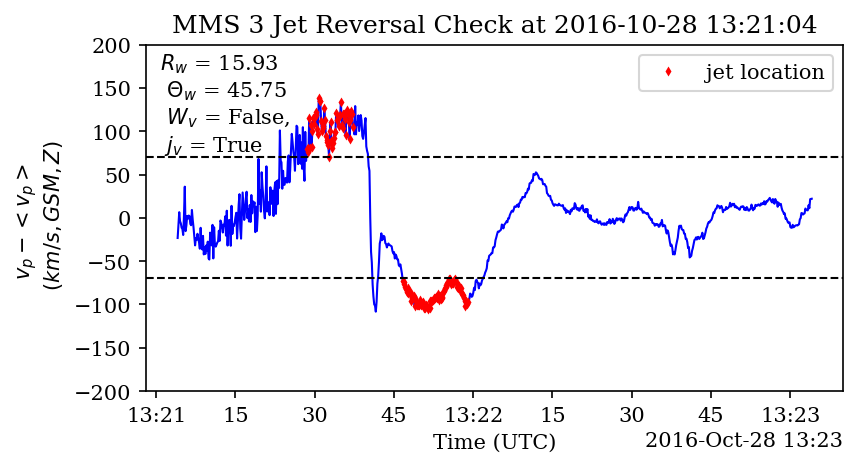 MMS 3 Jet Reversal Check at 2016-10-28 13:21:04
R_w = 15.93
Θ_w = 45.75
W_v = False,
j_v = True
jet location
200
150
100
50
0
−50
−100
−150
−200
v_p − < v_p >
(km/s, GSM, Z)
13:21 15 30 45 13:22 15 30 45 13:23
Time (UTC)
2016-Oct-28 13:23